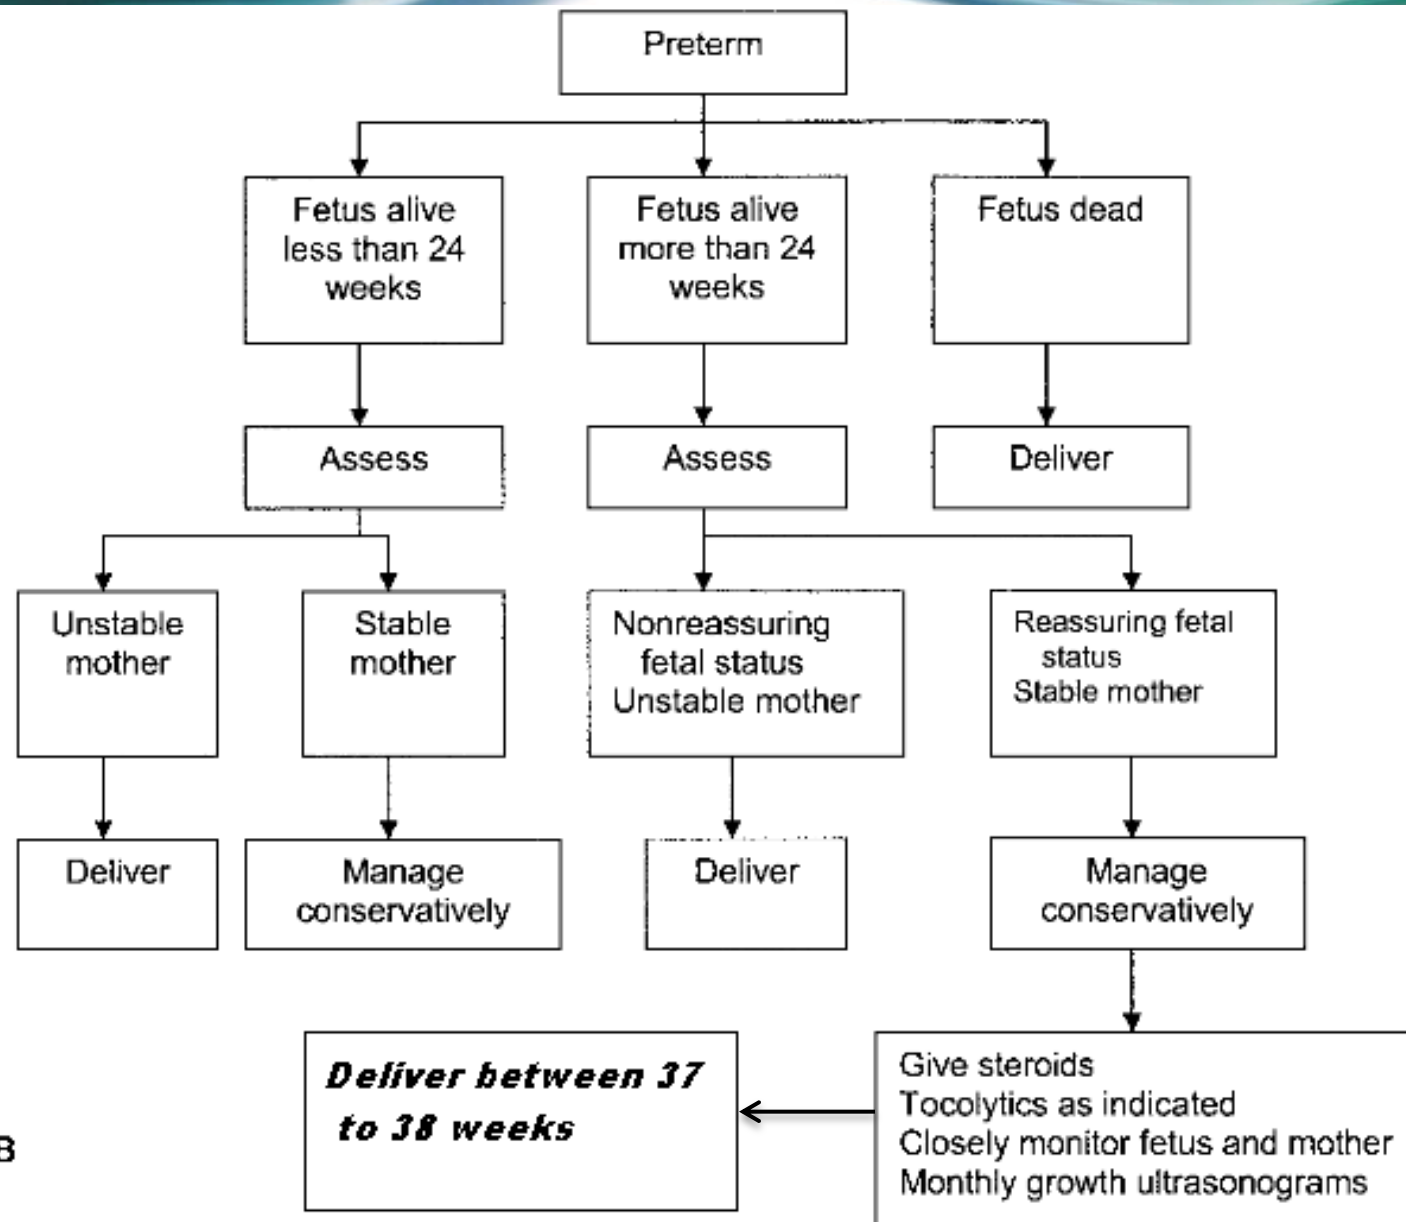 Preterm
Fetus alive
less than 24
weeks
Fetus alive
more than 24
weeks
Fetus dead
Assess
Assess
Deliver
Unstable
mother
Stable
mother
Nonreassuring
fetal status
Unstable mother
Reassuring fetal
status
Stable mother
Deliver
Manage
conservatively
Deliver
Manage
conservatively
Deliver between 37
to 38 weeks
Give steroids
Tocolytics as indicated
Closely monitor fetus and mother
Monthly growth ultrasonograms
B